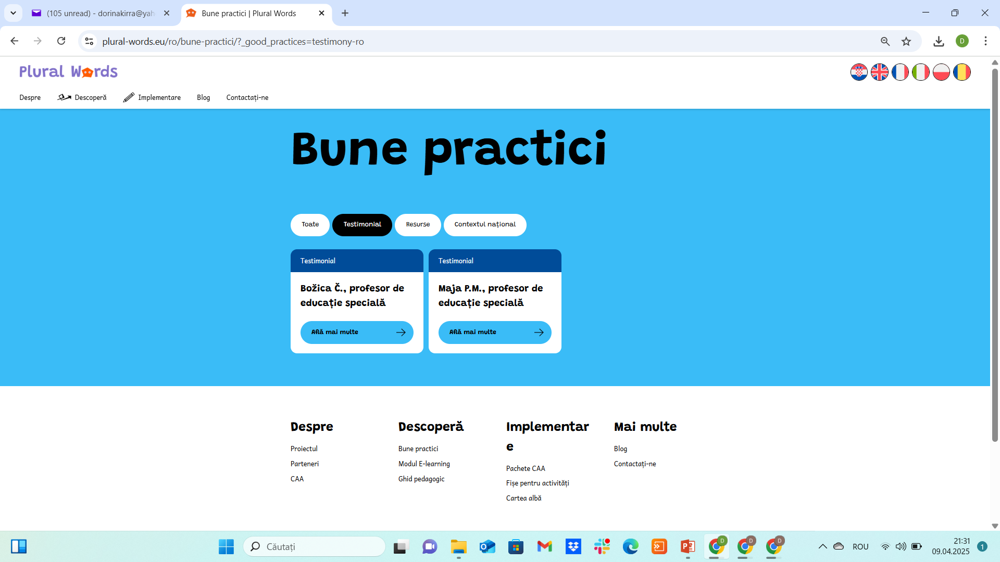 (105 unread) - dorinakirra@yah
Bune practici | Plural Words
plural-words.eu/ro/bune-practici/?_good_practices=testimony-ro
D
Plural Words
Despre
Descoperă
Implementare
Blog
Contactați-ne
Bune practici
Toate
Testimonial
Resurse
Contextul național
Testimonial
Božica Č., profesor de
educație specială
Află mai multe
Testimonial
Maja P.M., profesor de
educație specială
Află mai multe
Despre
Proiectul
Parteneri
CAA
Descoperă
Bune practici
Modul E-learning
Ghid pedagogic
Implementar
e
Pachete CAA
Fișe pentru activități
Cartea albă
Mai multe
Blog
Contactați-ne
Căutați
D
D
D
ROU
21:31
09.04.2025
1